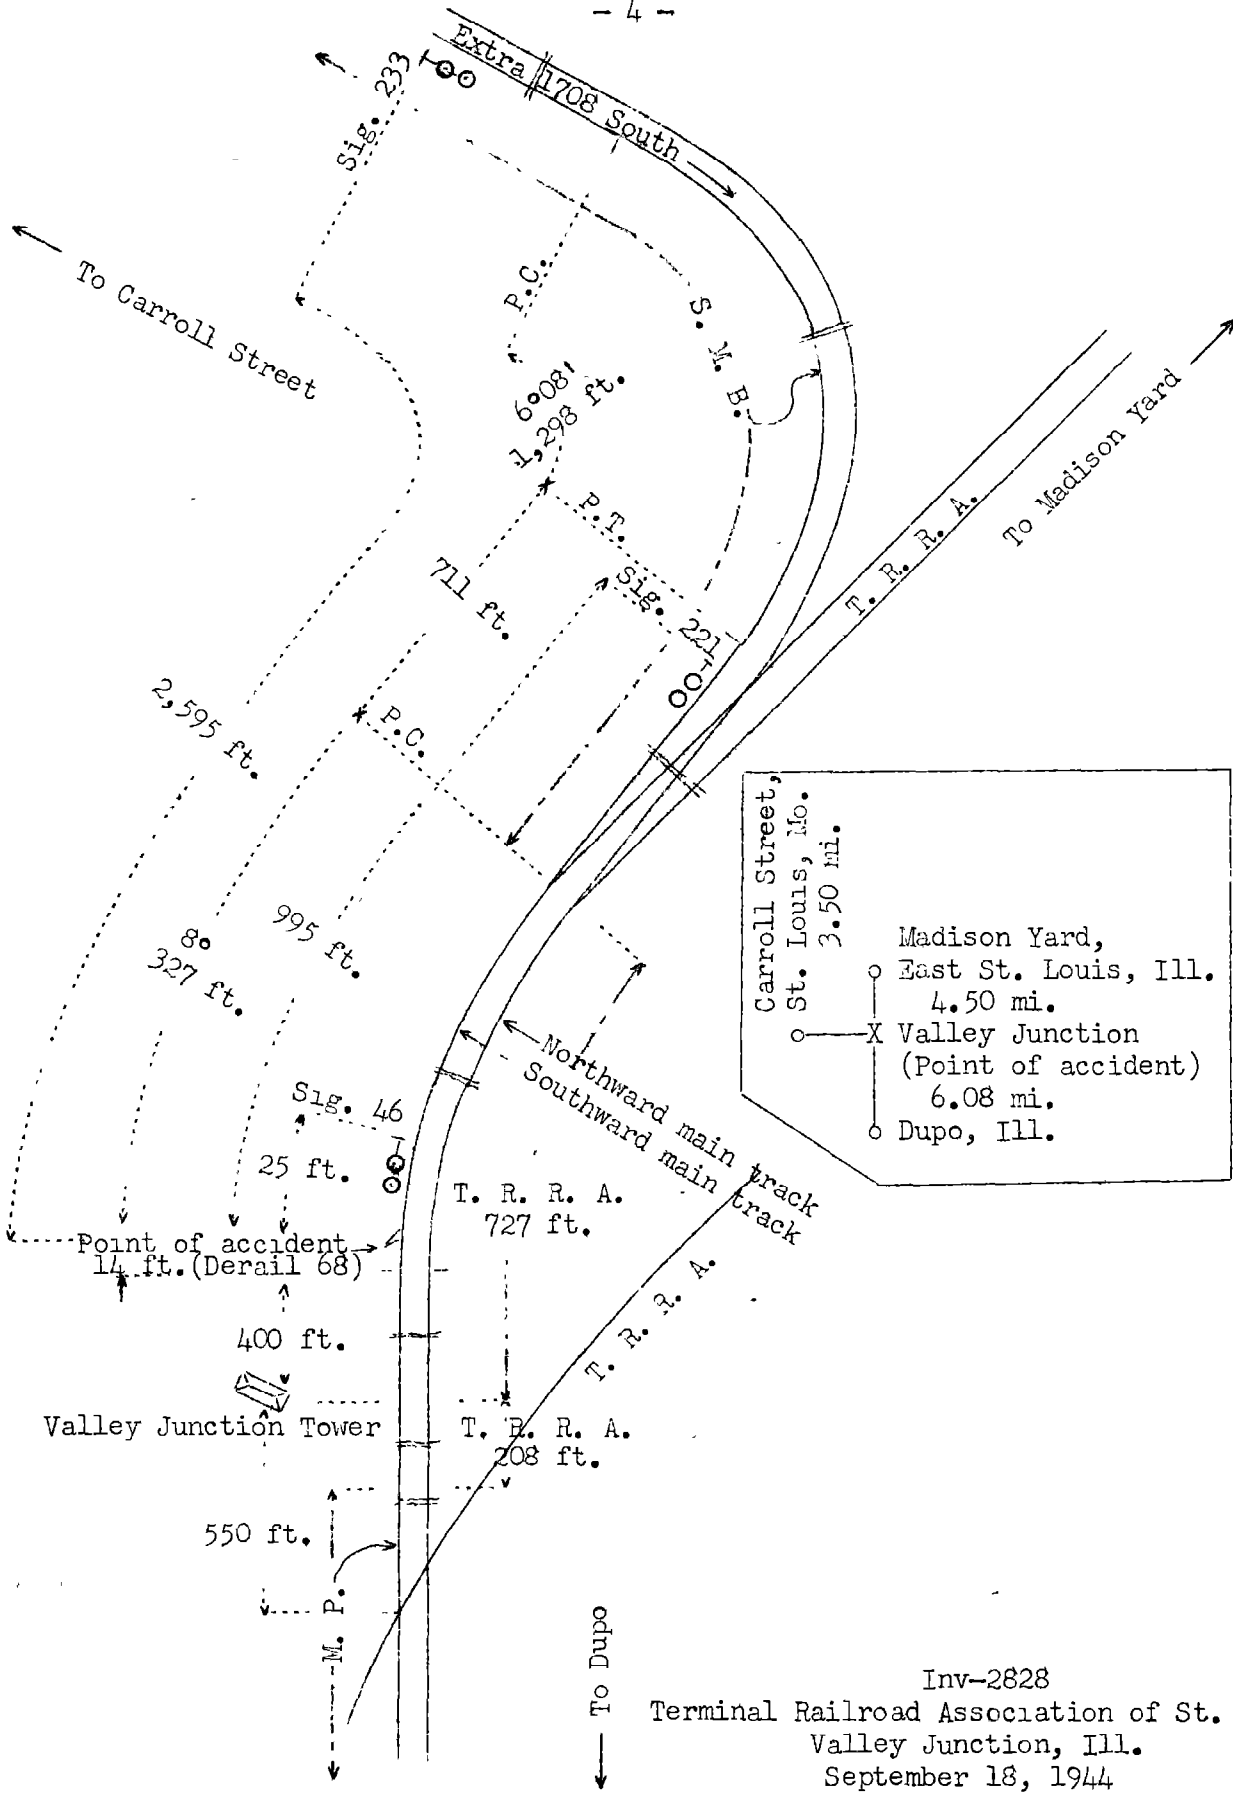 - 4 -
Extra 1708 South
Sig. 233
To Carroll Street
P.C.
S. M. B.
6°08'
1,298 ft.
P.T.
Sig. 221
711 ft.
T. R. R. A.
To Madison Yard
2,595 ft.
P.C.
995 ft.
8°
327 ft.
Carroll Street,
St. Louis, Mo.
3.50 mi.
Madison Yard,
East St. Louis, Ill.
4.50 mi.
X Valley Junction
(Point of accident)
6.08 mi.
Dupo, Ill.
Northward main track
Southward main track
Sig. 46
25 ft.
T. R. R. A.
727 ft.
Point of accident
14 ft. (Derail 68)
T. R. R. A.
400 ft.
Valley Junction Tower
T. R. R. A.
208 ft.
550 ft.
M. P.
To Dupo
Inv-2828
Terminal Railroad Association of St.
Valley Junction, Ill.
September 18, 1944